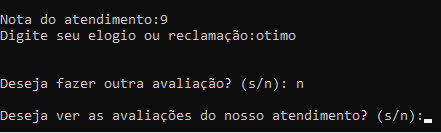 Nota do atendimento:9
Digite seu elogio ou reclamação:otimo
Deseja fazer outra avaliação? (s/n): n
Deseja ver as avaliações do nosso atendimento? (s/n):